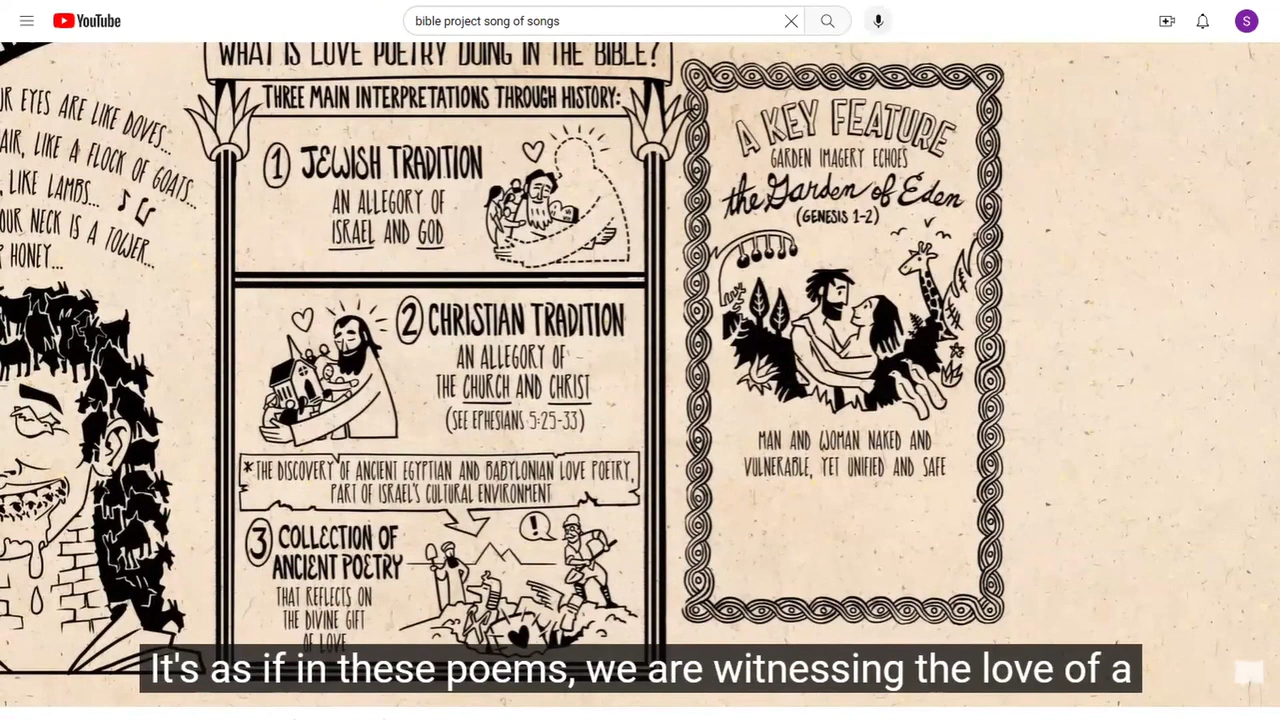 YouTube
bible project song of songs
S
WHAT IS LOVE POETRY DOING IN THE BIBLE?
THREE MAIN INTERPRETATIONS THROUGH HISTORY:
EYES ARE LIKE DOVES...
LIKE A FLOCK OF GOATS...
LIKE LAMBS...
NECK IS A TOWER...
HONEY...
1 JEWISH TRADITION
AN ALLEGORY OF
ISRAEL AND GOD
2 CHRISTIAN TRADITION
AN ALLEGORY OF
THE CHURCH AND CHRIST
(SEE EPHESIANS 5:25-33)
*THE DISCOVERY OF ANCIENT EGYPTIAN AND BABYLONIAN LOVE POETRY,
PART OF ISRAEL'S CULTURAL ENVIRONMENT
3 COLLECTION OF
ANCIENT POETRY
THAT REFLECTS ON
THE DIVINE GIFT
OF LOVE
!
A KEY FEATURE
GARDEN IMAGERY ECHOES
the Garden of Eden
(GENESIS 1-2)
MAN AND WOMAN NAKED AND
VULNERABLE, YET UNIFIED AND SAFE
It's as if in these poems, we are witnessing the love of a